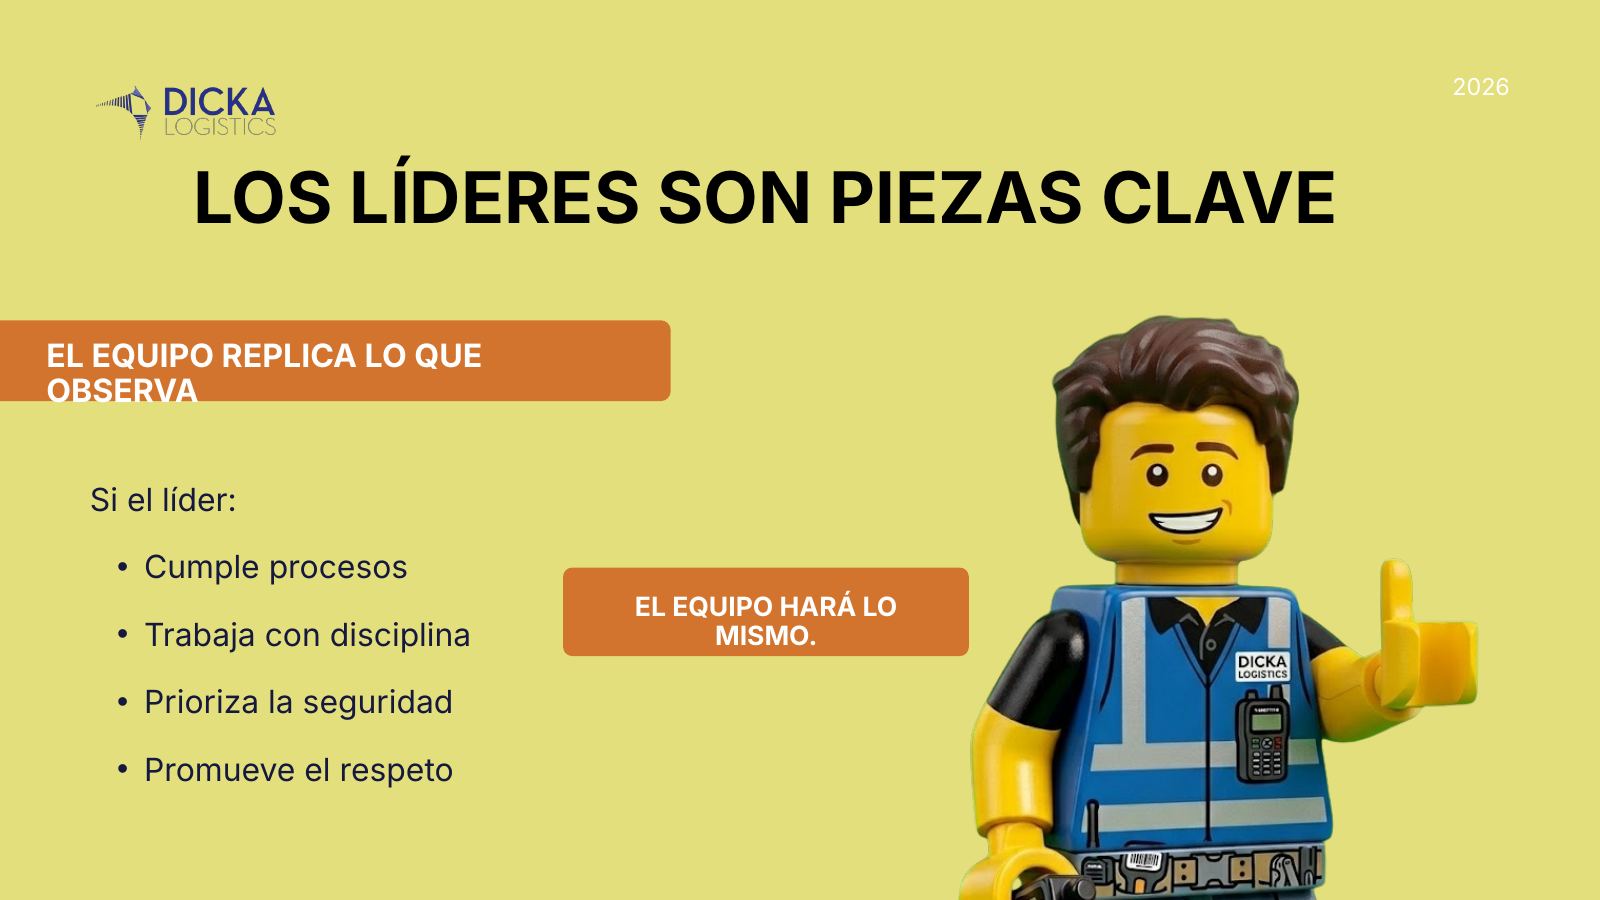 DICKA
LOGISTICS
2026
LOS LÍDERES SON PIEZAS CLAVE
EL EQUIPO REPLICA LO QUE
OBSERVA
Si el líder:
• Cumple procesos
• Trabaja con disciplina
• Prioriza la seguridad
• Promueve el respeto
EL EQUIPO HARÁ LO
MISMO.
DICKA
LOGISTICS